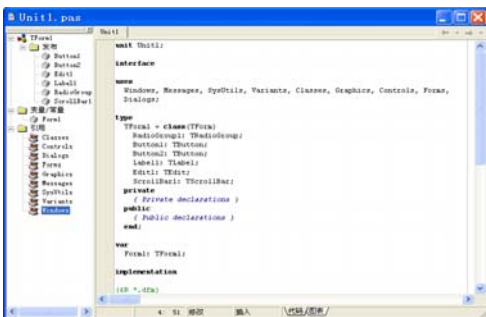 Unit1.pas
Unit1
TForm1
发布
Button1
Button2
Edit1
Label1
RadioGroup
ScrollBar1
变量/常量
Form1
引用
Classes
Controls
Dialogs
Forms
Graphics
Messages
SysUtils
Variants
Windows
unit Unit1;
interface
uses
Windows, Messages, SysUtils, Variants, Classes, Graphics, Controls, Forms,
Dialogs;
type
TForm1 = class(TForm)
RadioGroup1: TRadioGroup;
Button1: TButton;
Button2: TButton;
Label1: TLabel;
Edit1: TEdit;
ScrollBar1: TScrollBar;
private
{ Private declarations }
public
{ Public declarations }
end;
var
Form1: TForm1;
implementation
{$R *.dfm}
4: 51 修改 插入 代码/图表/